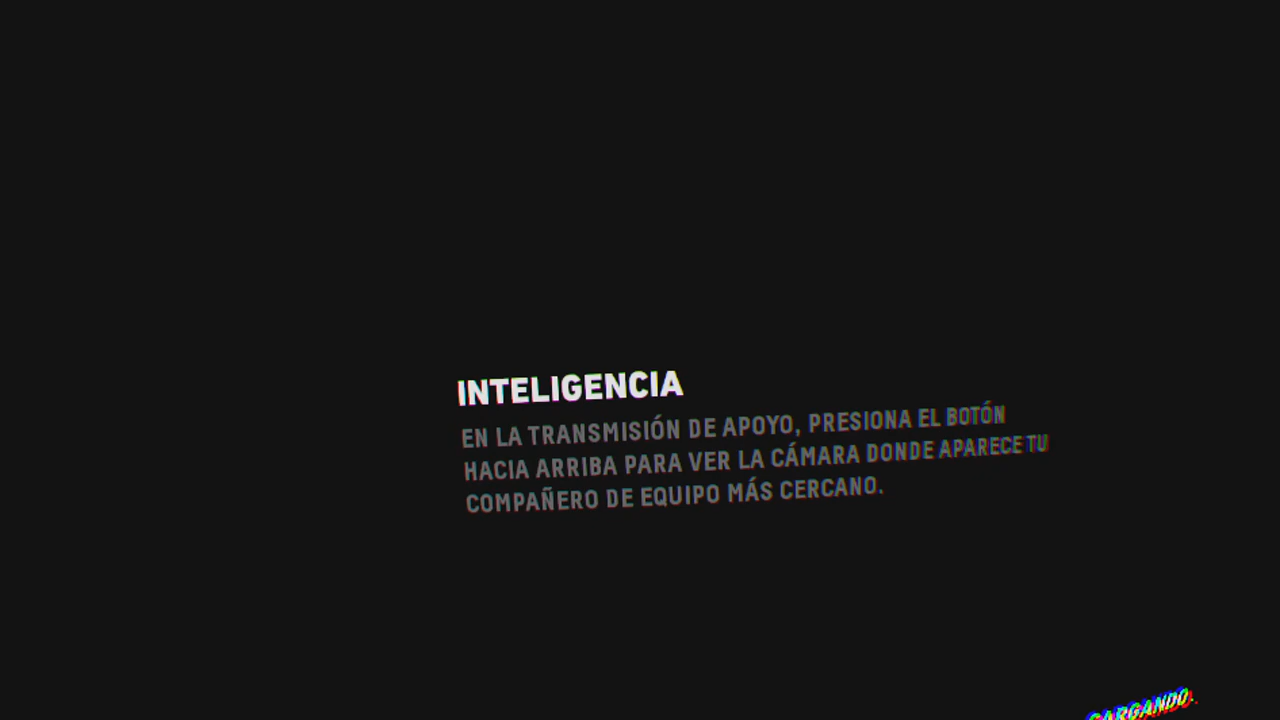 INTELIGENCIA
EN LA TRANSMISIÓN DE APOYO, PRESIONA EL BOTÓN
HACIA ARRIBA PARA VER LA CÁMARA DONDE APARECE TU
COMPAÑERO DE EQUIPO MÁS CERCANO.
CARGANDO.